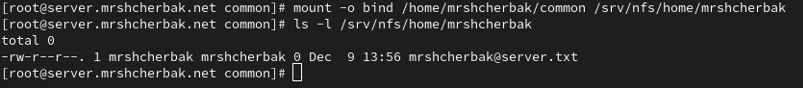 [root@server.mrshcherbak.net common]# mount -o bind /home/mrshcherbak/common /srv/nfs/home/mrshcherbak
[root@server.mrshcherbak.net common]# ls -l /srv/nfs/home/mrshcherbak
total 0
-rw-r--r--. 1 mrshcherbak mrshcherbak 0 Dec  9 13:56 mrshcherbak@server.txt
[root@server.mrshcherbak.net common]#